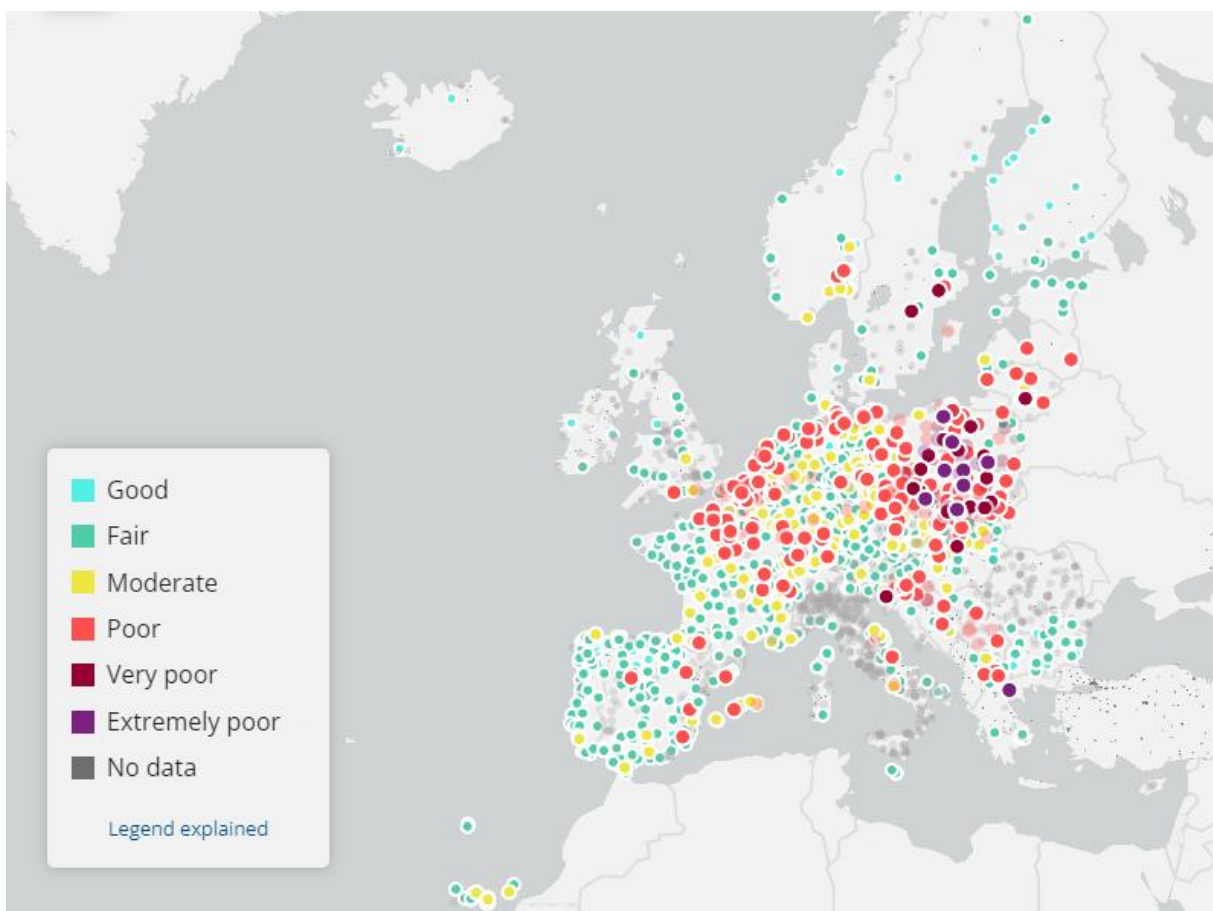 Good
Fair
Moderate
Poor
Very poor
Extremely poor
No data
Legend explained